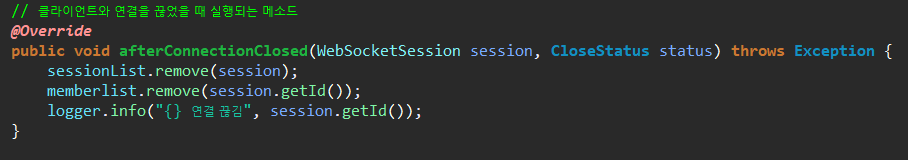 // 클라이언트와 연결을 끊었을 때 실행되는 메소드
@Override
public void afterConnectionClosed(WebSocketSession session, CloseStatus status) throws Exception {
sessionList.remove(session);
memberlist.remove(session.getId());
logger.info("{} 연결 끊김", session.getId());
}